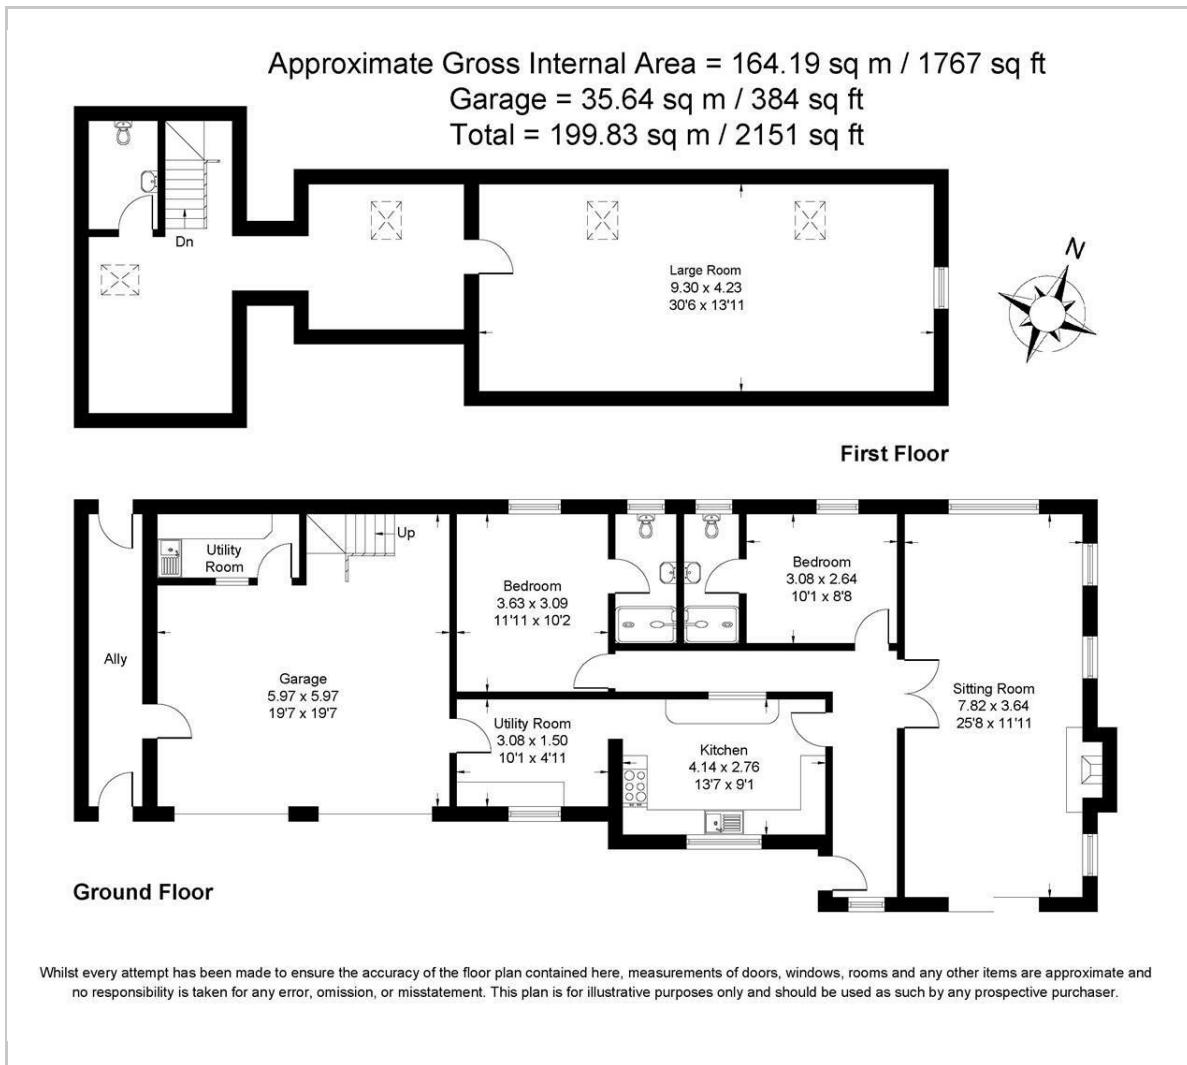 Approximate Gross Internal Area = 164.19 sq m / 1767 sq ft
Garage = 35.64 sq m / 384 sq ft
Total = 199.83 sq m / 2151 sq ft
Dn
Large Room
9.30 x 4.23
30'6 x 13'11
N
First Floor
Utility
Room
Up
Bedroom
3.63 x 3.09
11'11 x 10'2
Bedroom
3.08 x 2.64
10'1 x 8'8
Ally
Garage
5.97 x 5.97
19'7 x 19'7
Utility Room
3.08 x 1.50
10'1 x 4'11
Kitchen
4.14 x 2.76
13'7 x 9'1
Sitting Room
7.82 x 3.64
25'8 x 11'11
Ground Floor
Whilst every attempt has been made to ensure the accuracy of the floor plan contained here, measurements of doors, windows, rooms and any other items are approximate and
no responsibility is taken for any error, omission, or misstatement. This plan is for illustrative purposes only and should be used as such by any prospective purchaser.